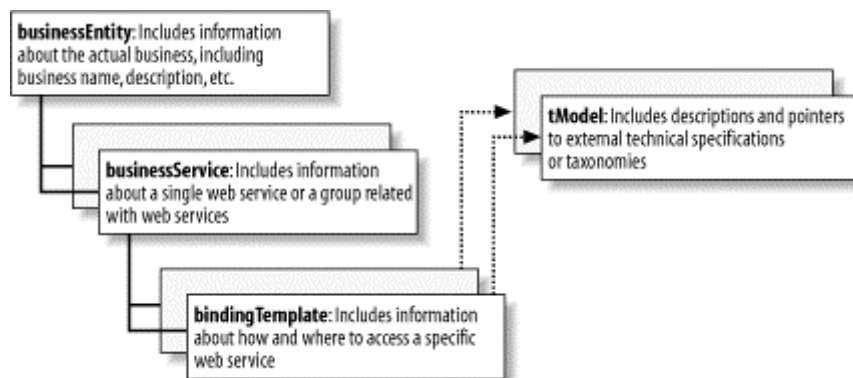 businessEntity: Includes information
about the actual business, including
business name, description, etc.
businessService: Includes information
about a single web service or a group related
with web services
bindingTemplate: Includes information
about how and where to access a specific
web service
tModel: Includes descriptions and pointers
to external technical specifications
or taxonomies